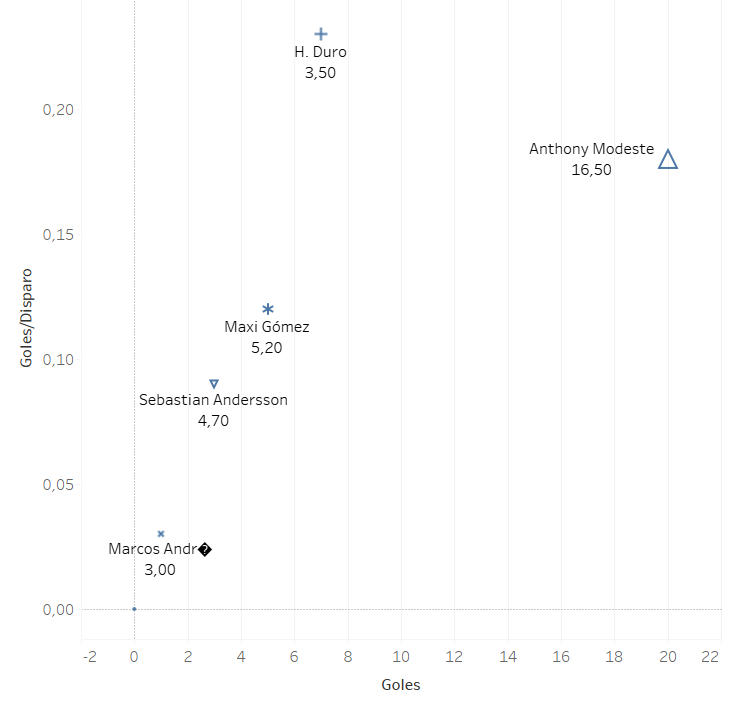 H. Duro
3,50
0,20
Anthony Modeste
16,50
0,15
Goles/Disparo
Maxi Gómez
5,20
0,10
Sebastian Andersson
4,70
0,05
Marcos Andr�
3,00
0,00
-2 0 2 4 6 8 10 12 14 16 18 20 22
Goles